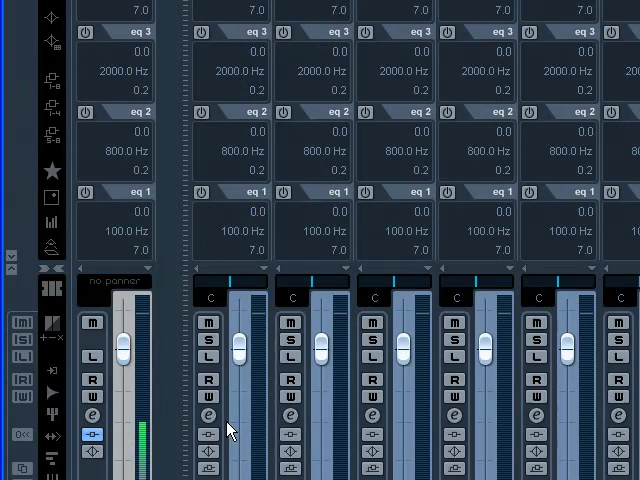 7.0 7.0 7.0 7.0 7.0 7.0
eq 3 eq 3 eq 3 eq 3 eq 3 eq 3
0.0 0.0 0.0 0.0 0.0 0.0
2000.0 Hz 2000.0 Hz 2000.0 Hz 2000.0 Hz 2000.0 Hz 2000.
0.2 0.2 0.2 0.2 0.2 0.2
eq 2 eq 2 eq 2 eq 2 eq 2 eq 2
0.0 0.0 0.0 0.0 0.0 0.0
800.0 Hz 800.0 Hz 800.0 Hz 800.0 Hz 800.0 Hz 800.
0.2 0.2 0.2 0.2 0.2 0.2
eq 1 eq 1 eq 1 eq 1 eq 1 eq 1
0.0 0.0 0.0 0.0 0.0 0.0
100.0 Hz 100.0 Hz 100.0 Hz 100.0 Hz 100.0 Hz 100.
7.0 7.0 7.0 7.0 7.0 7.0
no panner
C C C C C C
[M] M M M M M M M
[S] S S S S S S
[L] L L L L L L L
[R] R R R R R R R
[W] W W W W W W W
e e e e e e e